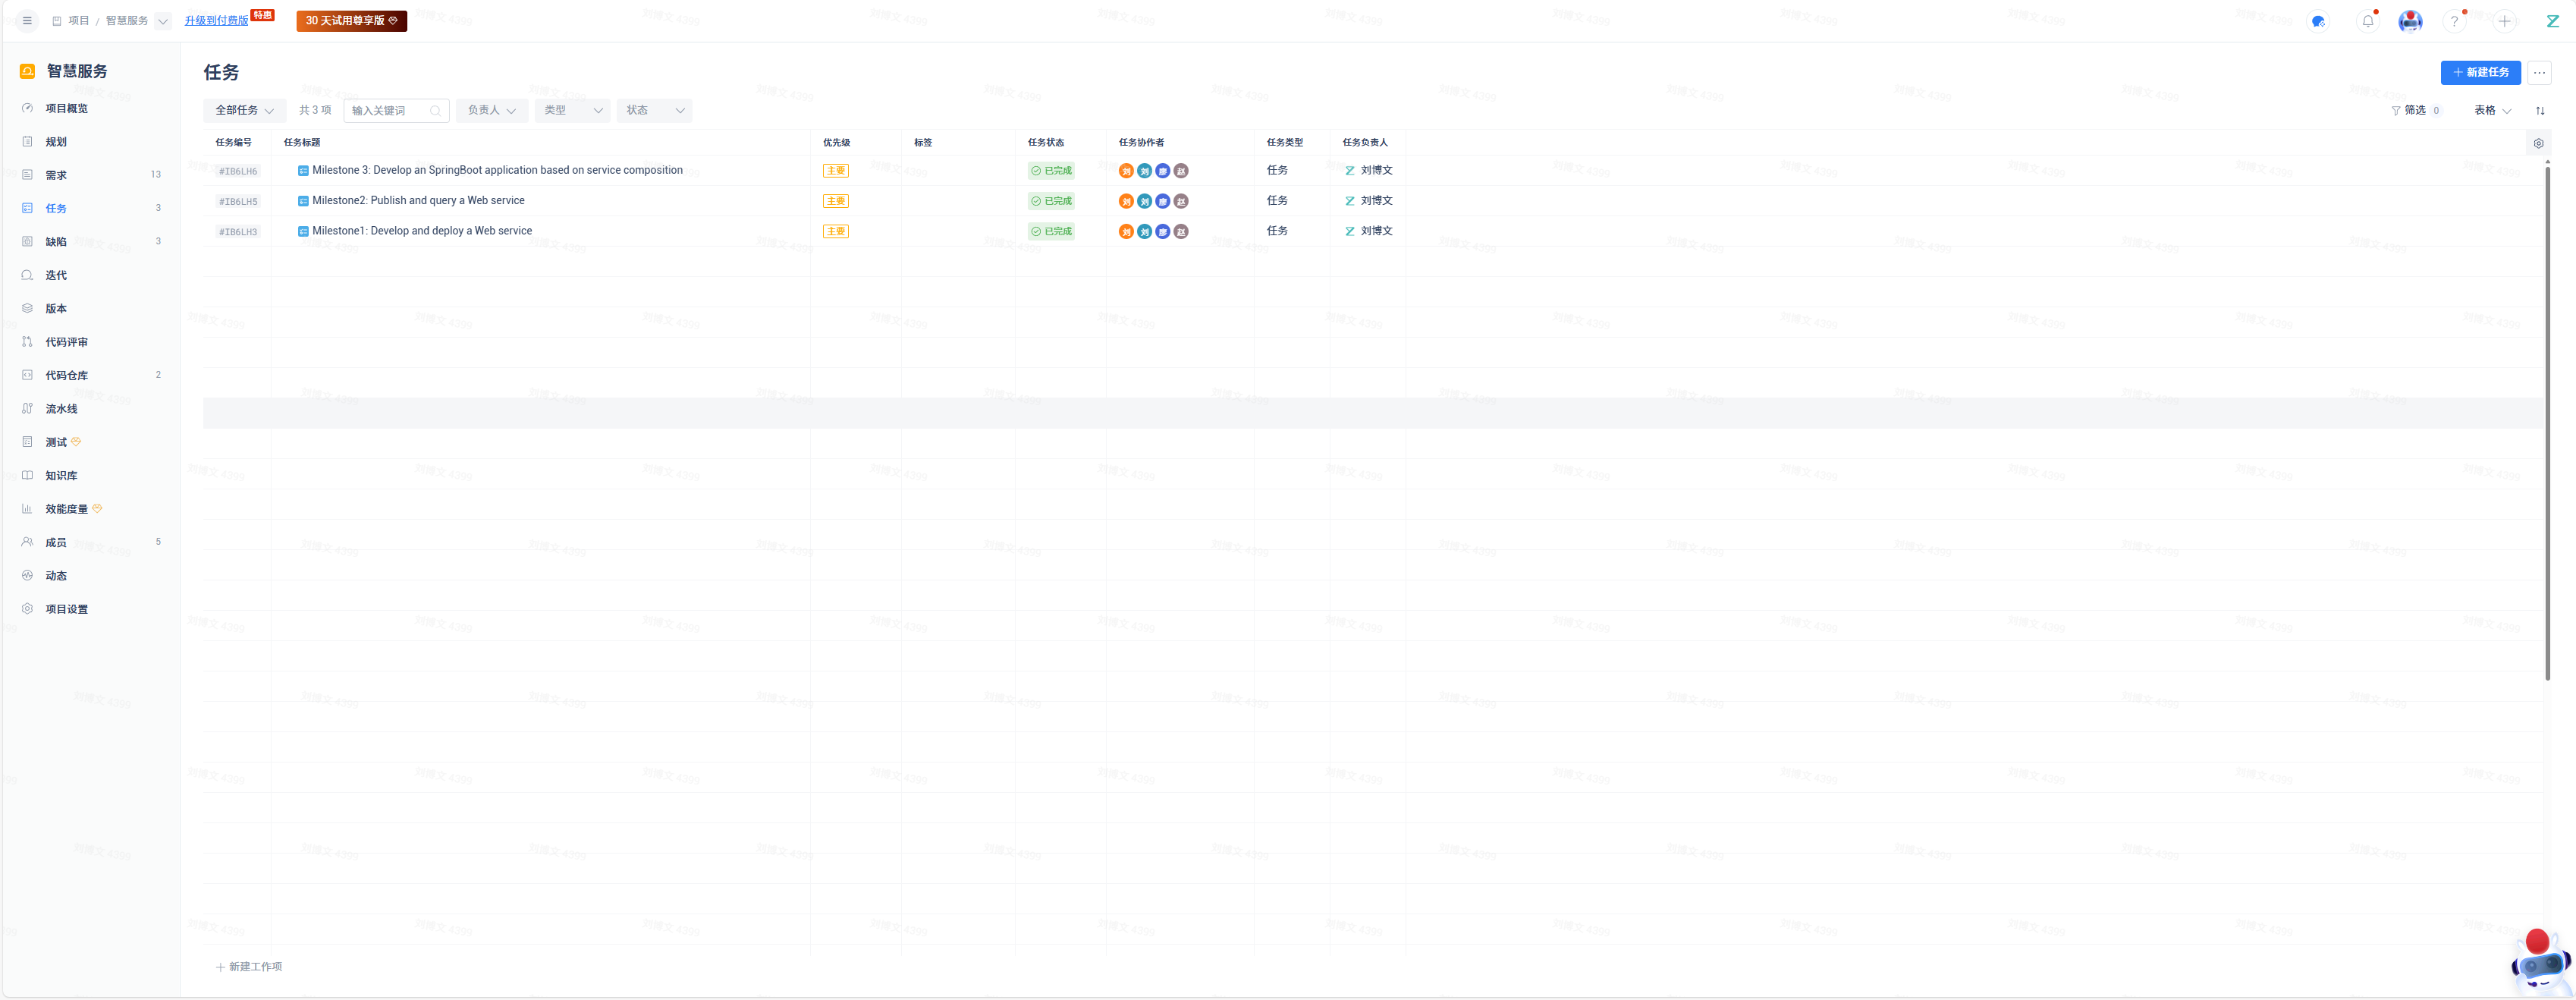 项目 / 智慧服务 升级到付费版 特惠 30 天试用尊享版
智慧服务
项目概览
规划
需求 13
任务 3
缺陷 3
迭代
版本
代码评审
代码仓库 2
流水线
测试
知识库
效能度量
成员 5
动态
项目设置
任务
新建任务
全部任务 共 3 项 输入关键词 负责人 类型 状态 筛选 0 表格
任务编号 任务标题 优先级 标签 任务状态 任务协作者 任务类型 任务负责人
#IB6LH6 Milestone 3: Develop an SpringBoot application based on service composition 主要 已完成 刘 刘 廖 赵 任务 刘博文
#IB6LH5 Milestone2: Publish and query a Web service 主要 已完成 刘 刘 廖 赵 任务 刘博文
#IB6LH3 Milestone1: Develop and deploy a Web service 主要 已完成 刘 刘 廖 赵 任务 刘博文
新建工作项
刘博文 4399